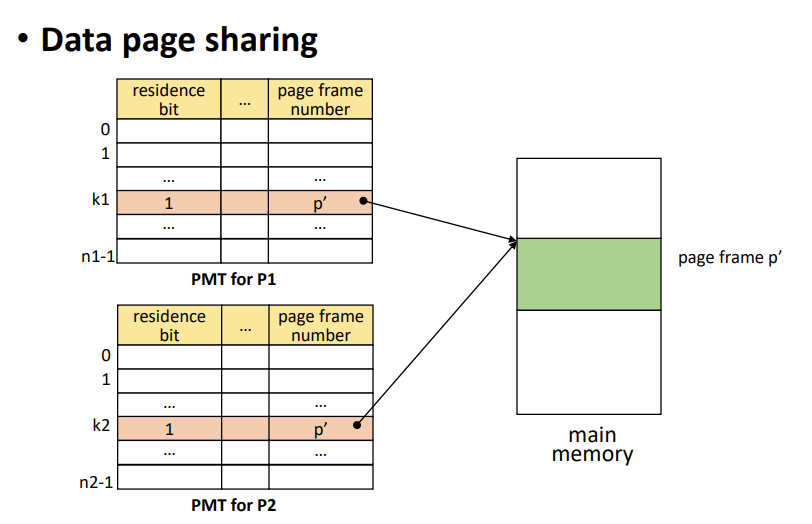 • Data page sharing
residence bit ... page frame number
0
1
... ...
k1 1 p’
... ...
n1-1
PMT for P1
residence bit ... page frame number
0
1
... ...
k2 1 p’
... ...
n2-1
PMT for P2
page frame p’
main
memory